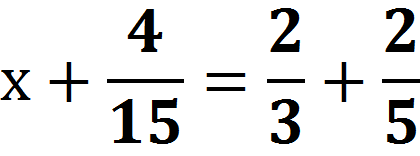 x + 4/15 = 2/3 + 2/5